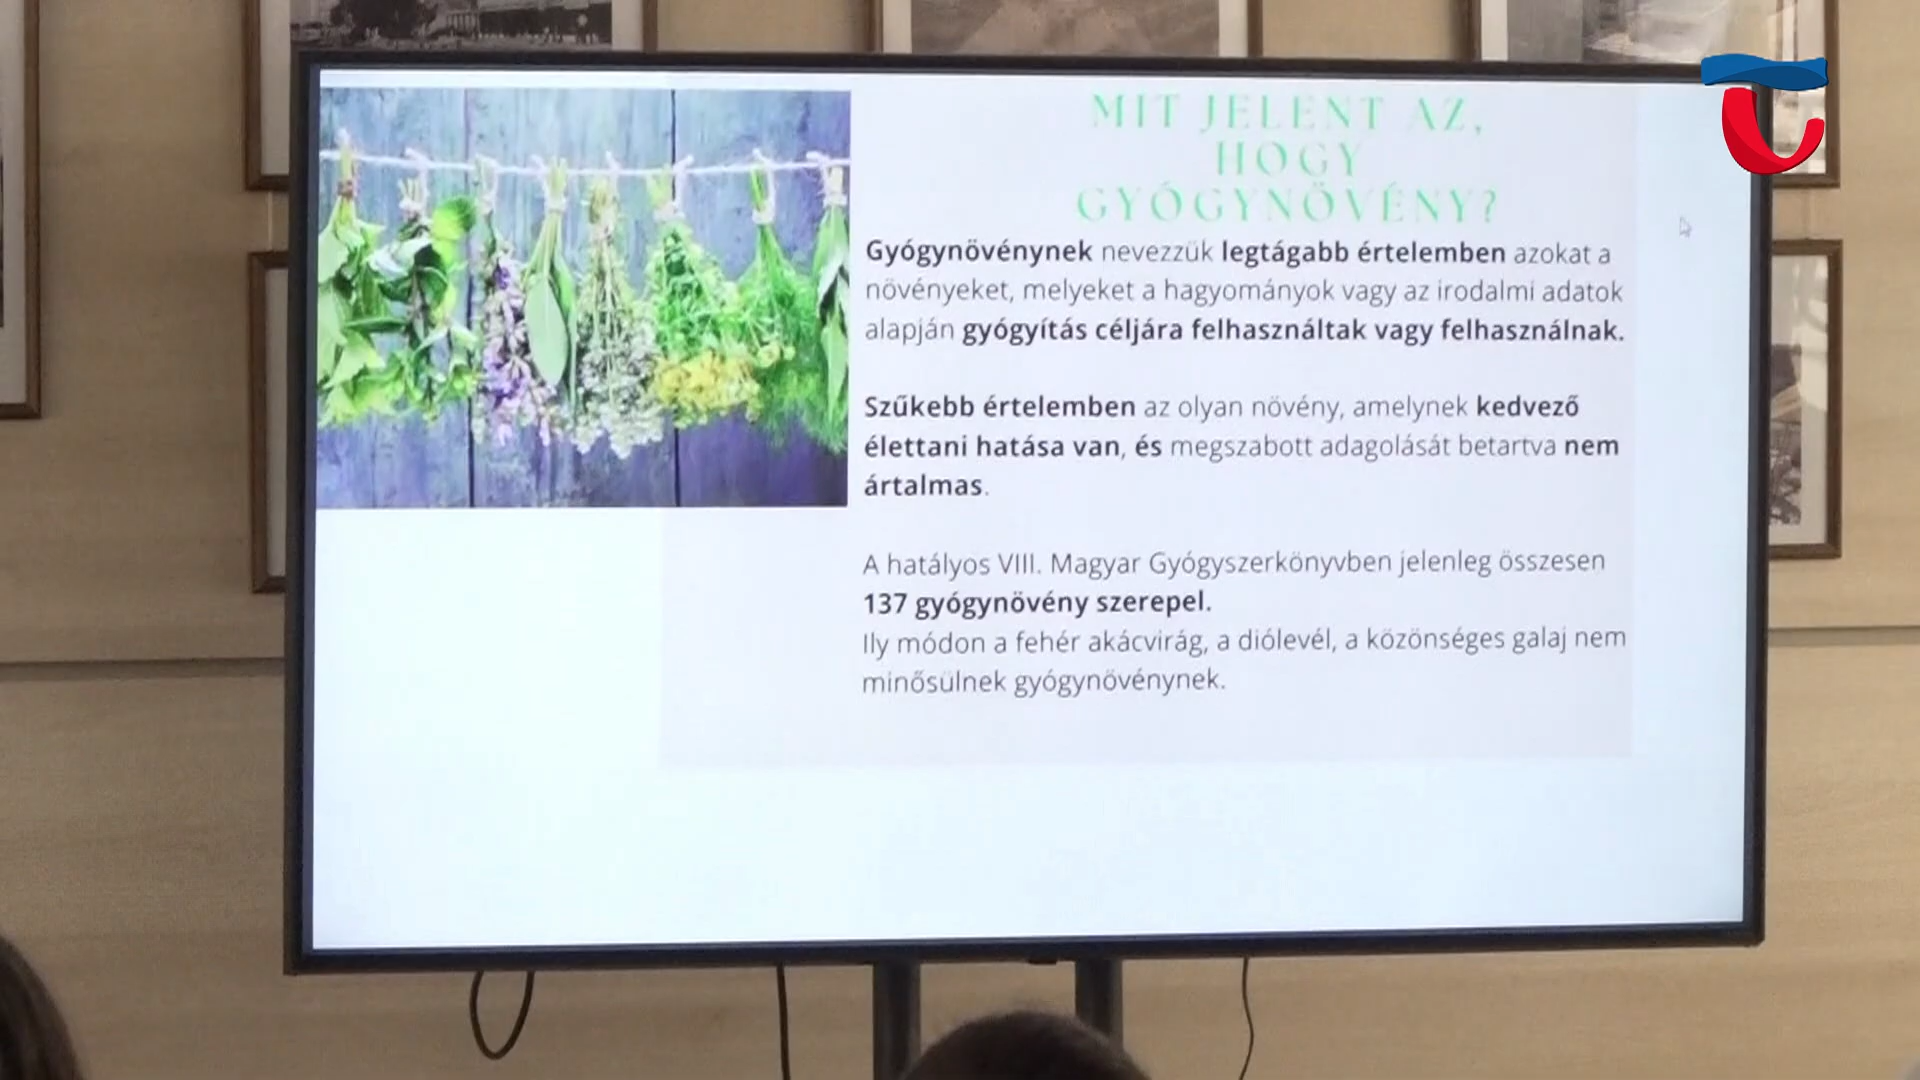 MIT JELENT AZ,
HOGY
GYÓGYNÖVÉNY?
Gyógynövénynek nevezzük legtágabb értelemben azokat a
növényeket, melyeket a hagyományok vagy az irodalmi adatok
alapján gyógyítás céljára felhasználtak vagy felhasználnak.
Szűkebb értelemben az olyan növény, amelynek kedvező
élettani hatása van, és megszabott adagolását betartva nem
ártalmas.
A hatályos VIII. Magyar Gyógyszerkönyvben jelenleg összesen
137 gyógynövény szerepel.
Ily módon a fehér akácvirág, a diólevél, a közönséges galaj nem
minősülnek gyógynövénynek.